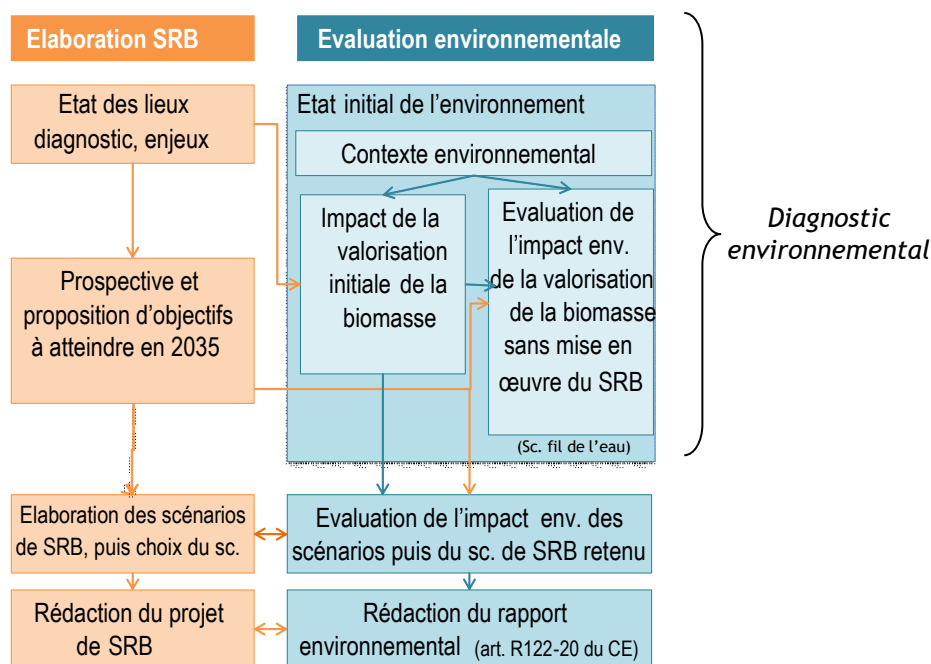 Elaboration SRB
Evaluation environnementale
Etat des lieux
diagnostic, enjeux
Prospective et
proposition d'objectifs
à atteindre en 2035
Elaboration des scénarios
de SRB, puis choix du sc.
Rédaction du projet
de SRB
Etat initial de l'environnement
Contexte environnemental
Impact de la
valorisation
initiale de la
biomasse
Evaluation de
l'impact env.
de la valorisation
de la biomasse
sans mise en
œuvre du SRB
(Sc. fil de l'eau)
Evaluation de l'impact env. des
scénarios puis du sc. de SRB retenu
Rédaction du rapport
environnemental (art. R122-20 du CE)
Diagnostic
environnemental